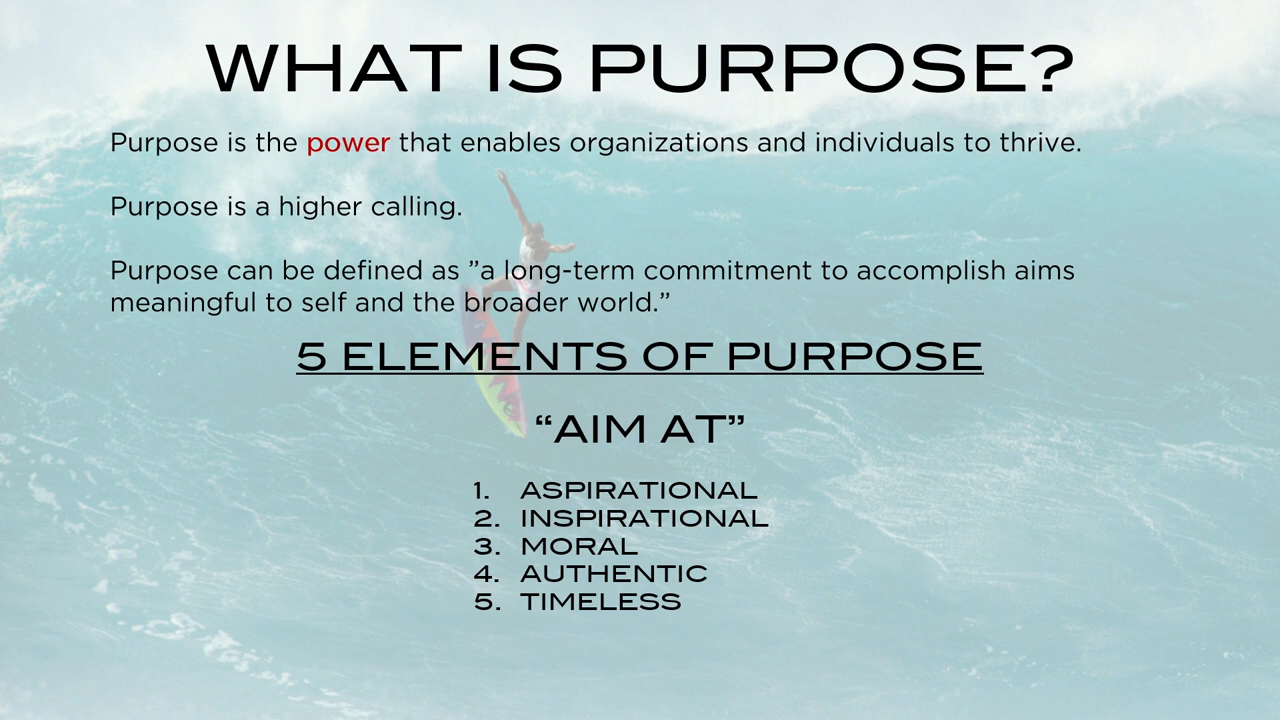 WHAT IS PURPOSE?
Purpose is the power that enables organizations and individuals to thrive.
Purpose is a higher calling.
Purpose can be defined as ”a long-term commitment to accomplish aims
meaningful to self and the broader world.”
5 ELEMENTS OF PURPOSE
“AIM AT”
1. ASPIRATIONAL
2. INSPIRATIONAL
3. MORAL
4. AUTHENTIC
5. TIMELESS